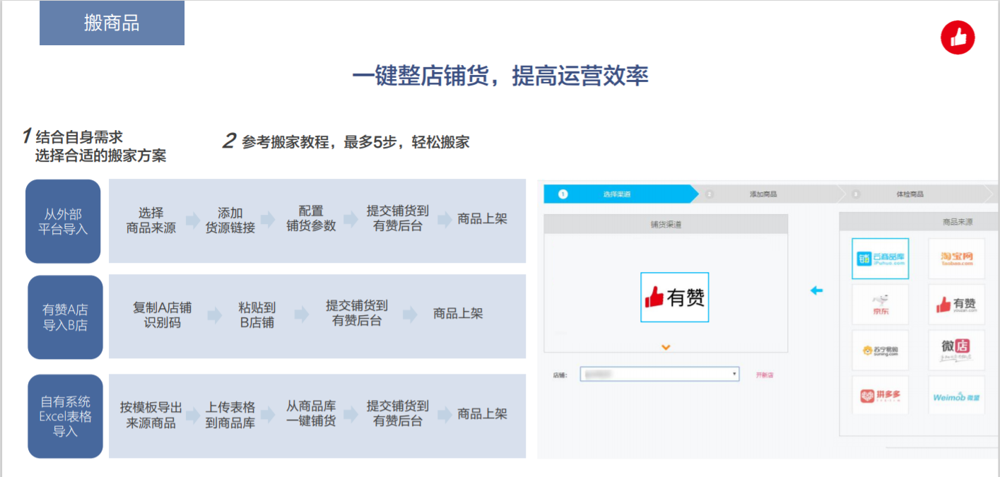 搬商品
一键整店铺货，提高运营效率
1 结合自身需求
选择合适的搬家方案
2 参考搬家教程，最多5步，轻松搬家
从外部
平台导入
选择
商品来源
添加
货源链接
配置
铺货参数
提交铺货到
有赞后台
商品上架
有赞A店
导入B店
复制A店铺
识别码
粘贴到
B店铺
提交铺货到
有赞后台
商品上架
自有系统
Excel表格
导入
按模板导出
来源商品
上传表格
到商品库
从商品库
一键铺货
提交铺货到
有赞后台
商品上架
1 选择渠道
2 添加商品
3 体检商品
铺货渠道
有赞
店铺：
开新店
商品来源
铺 云商品库
iPuhuo.com
淘宝网
taobao.com
京东
有赞
youzan.com
苏宁易购
suning.com
微店
拼多多
Weimob 微盟